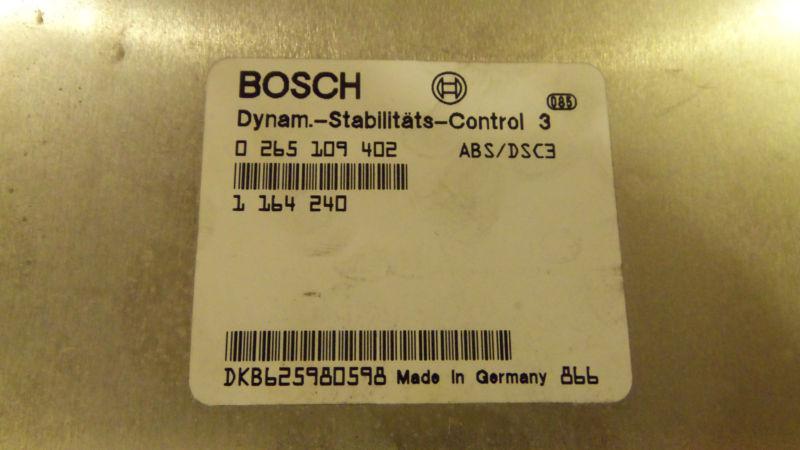 BOSCH
085
Dynam.-Stabilitäts-Control 3
0 265 109 402 ABS/DSC3
1 164 240
DKB625980598 Made in Germany 866